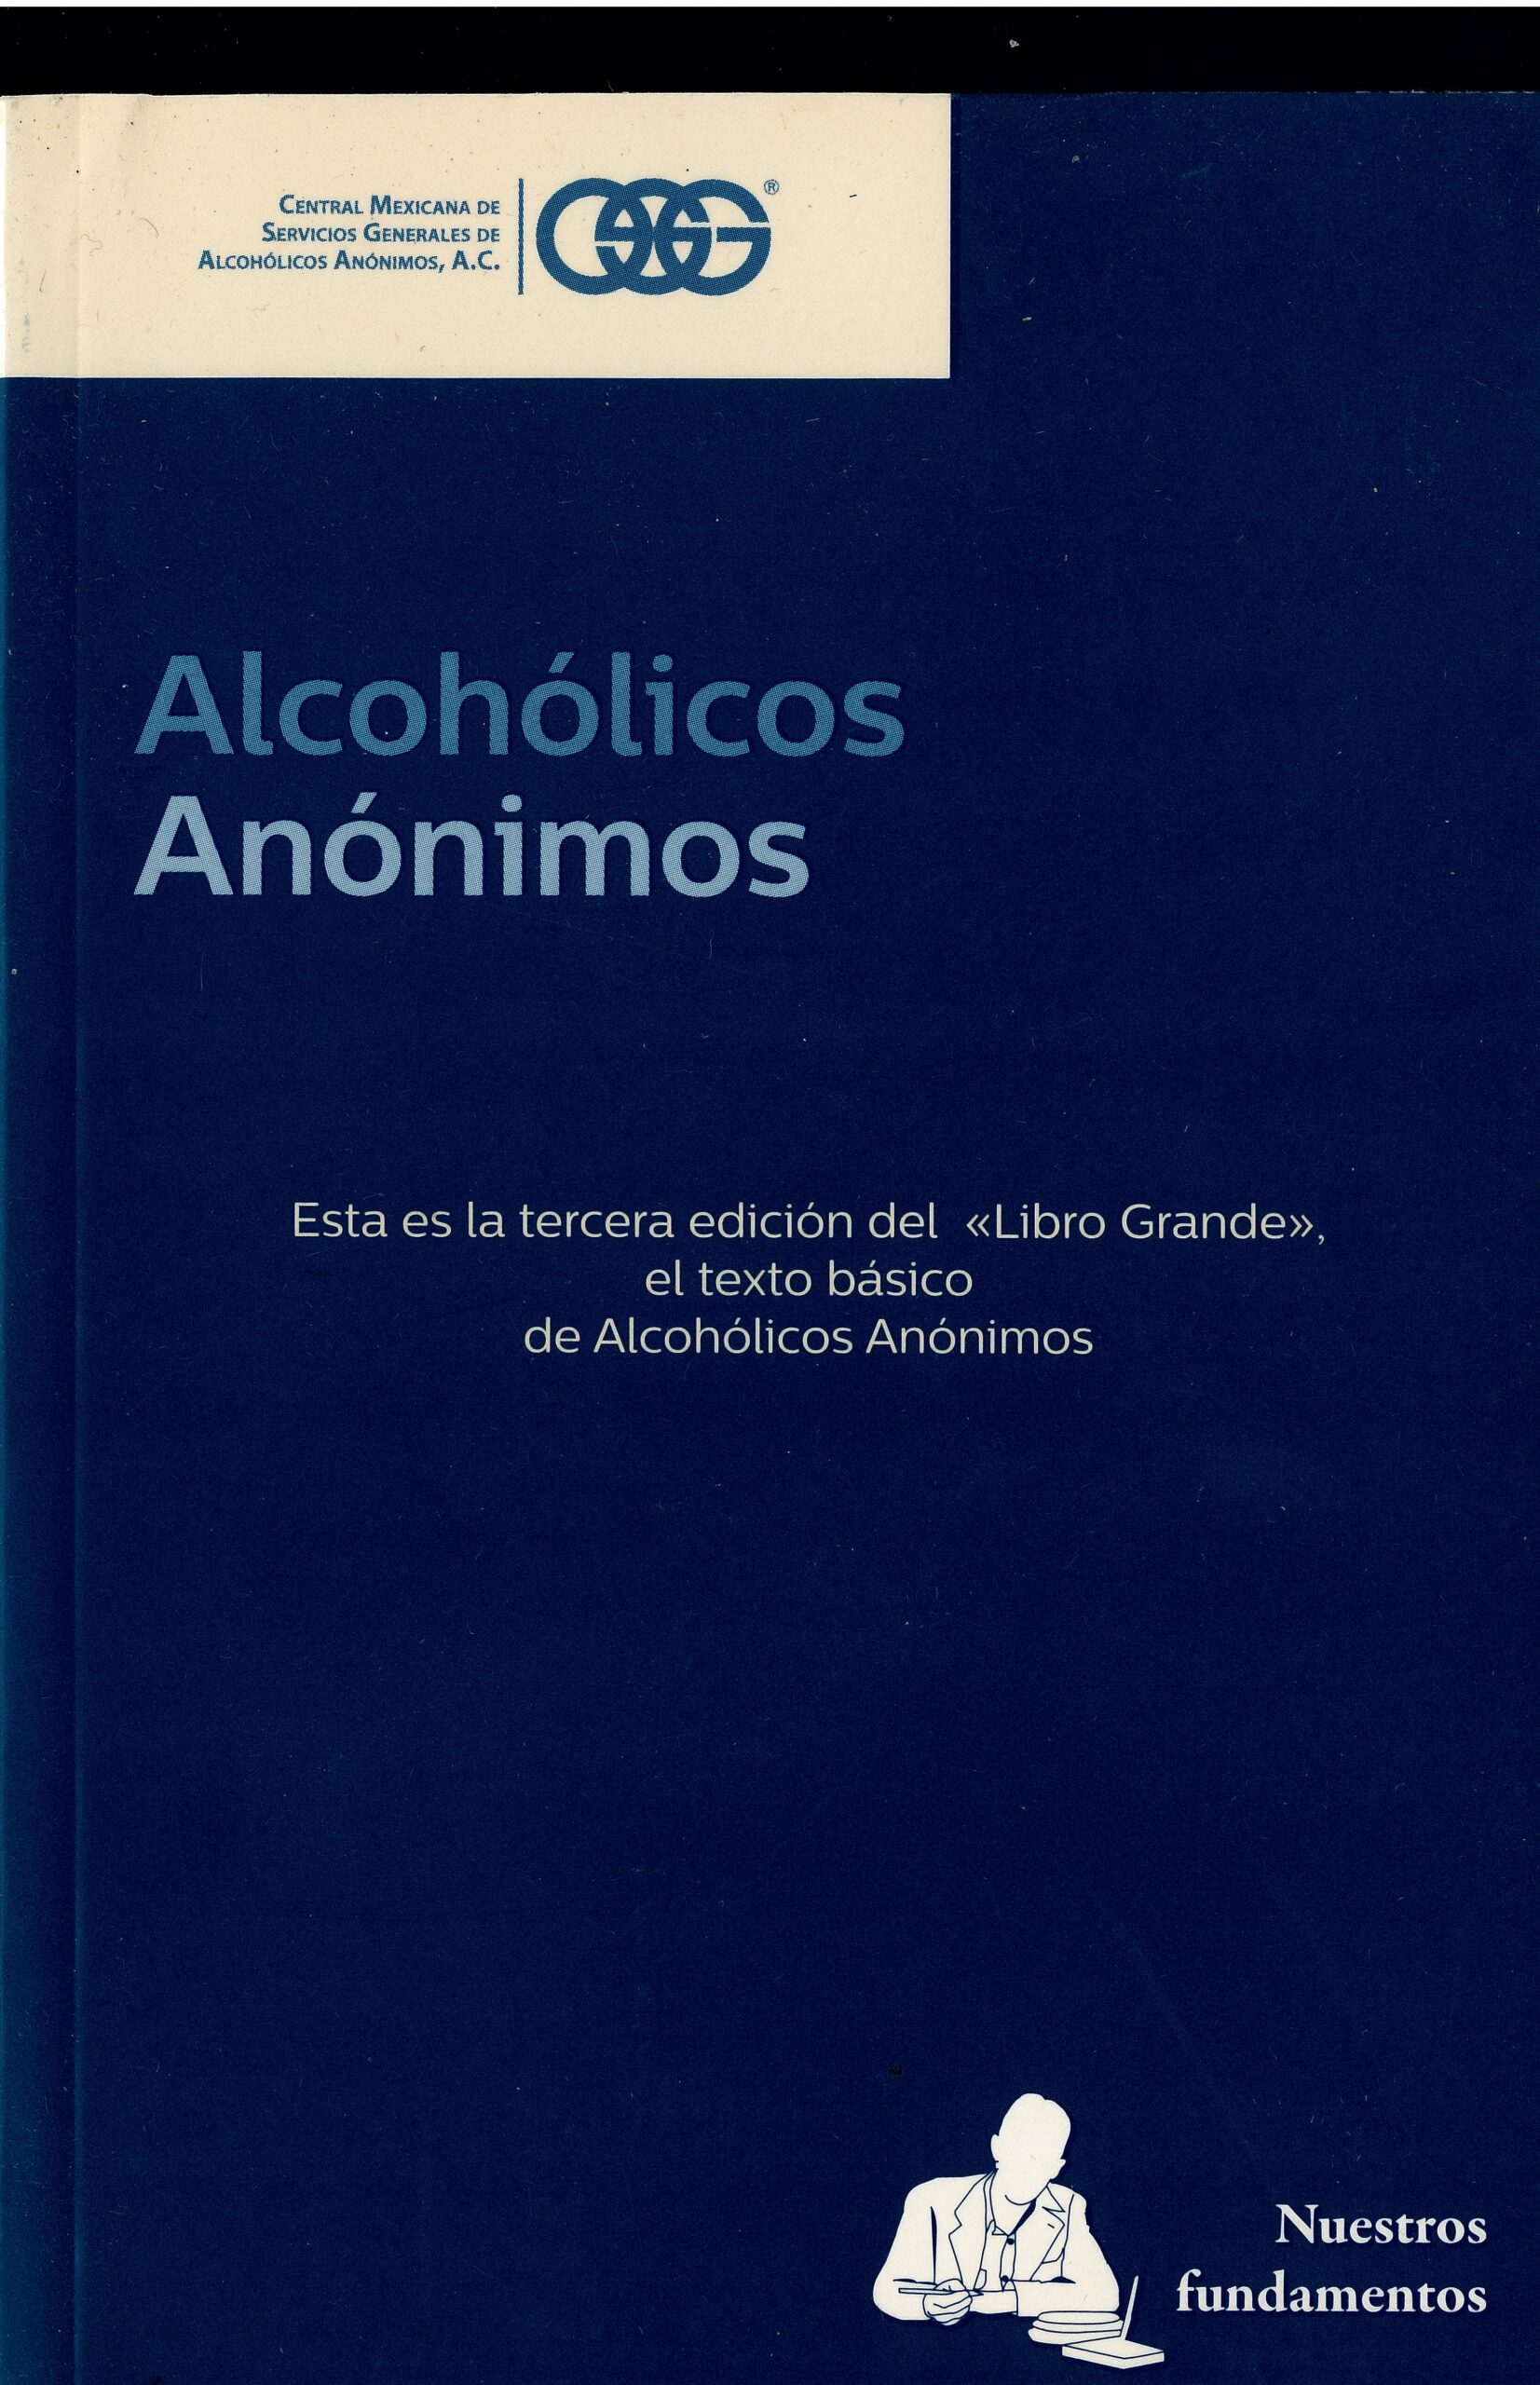 CENTRAL MEXICANA DE
SERVICIOS GENERALES DE
ALCOHÓLICOS ANÓNIMOS, A.C.
®
Alcohólicos
Anónimos
Esta es la tercera edición del «Libro Grande»,
el texto básico
de Alcohólicos Anónimos
Nuestros
fundamentos